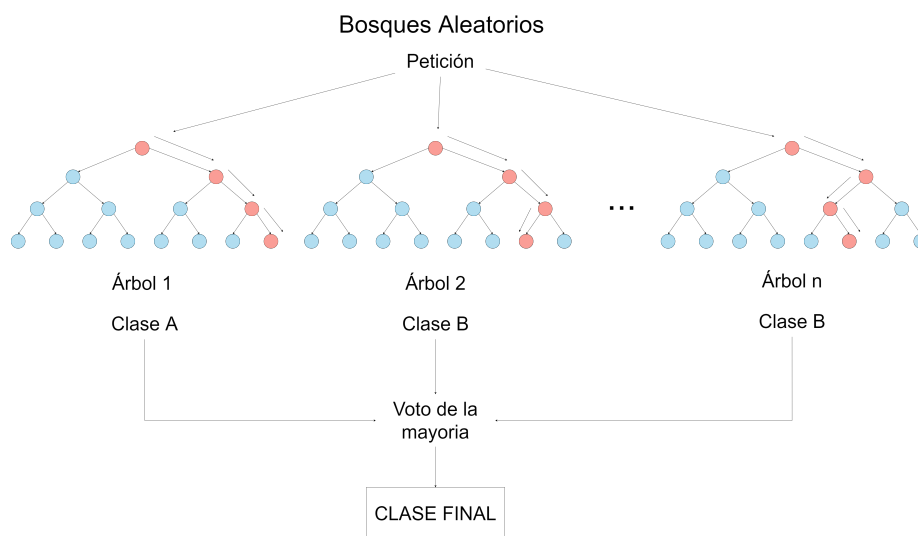 Bosques Aleatorios
Petición
...
Árbol 1
Árbol 2
Árbol n
Clase A
Clase B
Clase B
Voto de la
mayoria
CLASE FINAL